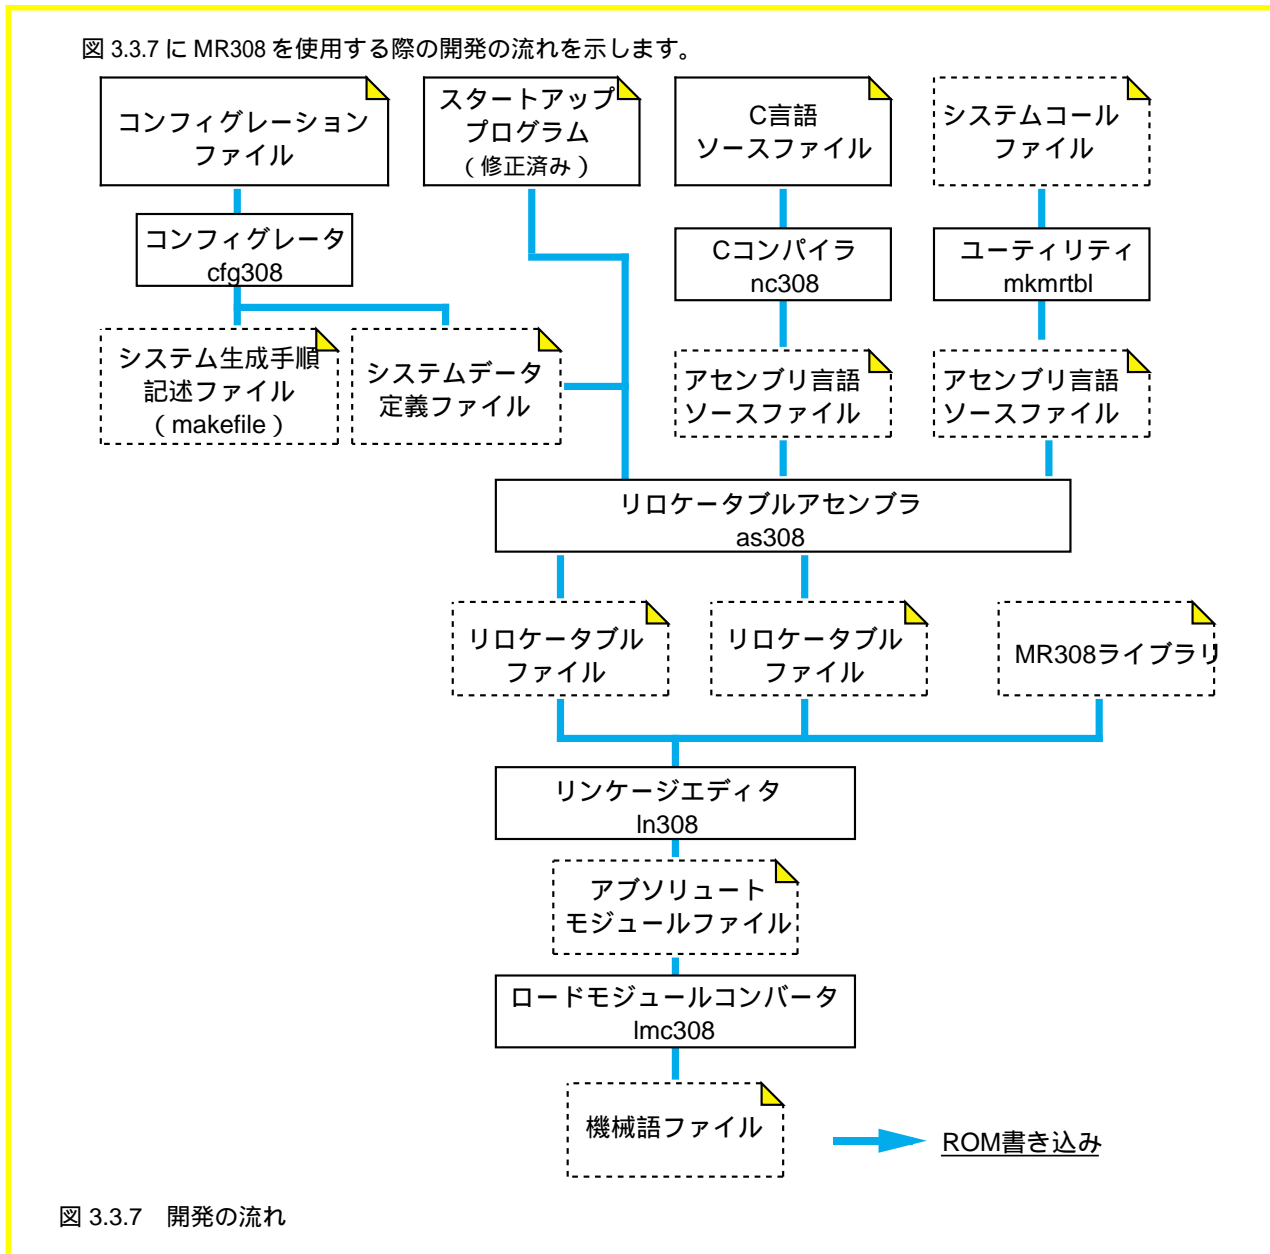 図 3.3.7 に MR308 を使用する際の開発の流れを示します。
コンフィグレーション
ファイル
スタートアップ
プログラム
（修正済み）
C言語
ソースファイル
システムコール
ファイル
コンフィグレータ
cfg308
Cコンパイラ
nc308
ユーティリティ
mkmrtbl
システム生成手順
記述ファイル
（makefile）
システムデータ
定義ファイル
アセンブリ言語
ソースファイル
アセンブリ言語
ソースファイル
リロケータブルアセンブラ
as308
リロケータブル
ファイル
リロケータブル
ファイル
MR308ライブラリ
リンケージエディタ
ln308
アブソリュート
モジュールファイル
ロードモジュールコンバータ
lmc308
機械語ファイル
ROM書き込み
図 3.3.7　開発の流れ